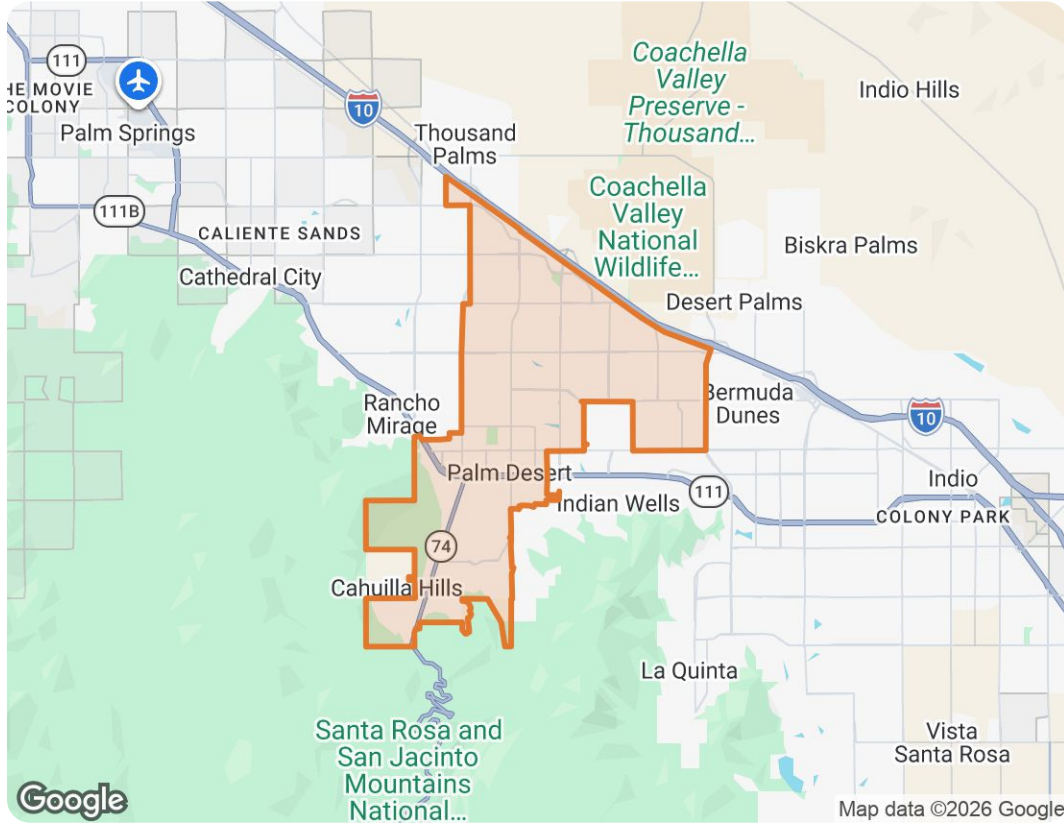 111
HE MOVIE
COLONY
Palm Springs
10
Thousand
Palms
Coachella
Valley
Preserve -
Thousand...
Indio Hills
111B
CALIENTE SANDS
Cathedral City
Coachella
Valley
National
Wildlife...
Biskra Palms
Desert Palms
Rancho
Mirage
Bermuda
Dunes
10
Palm Desert
Indian Wells
111
Indio
COLONY PARK
74
Cahuilla Hills
La Quinta
Santa Rosa and
San Jacinto
Mountains
National...
Vista
Santa Rosa
Google
Map data ©2026 Google